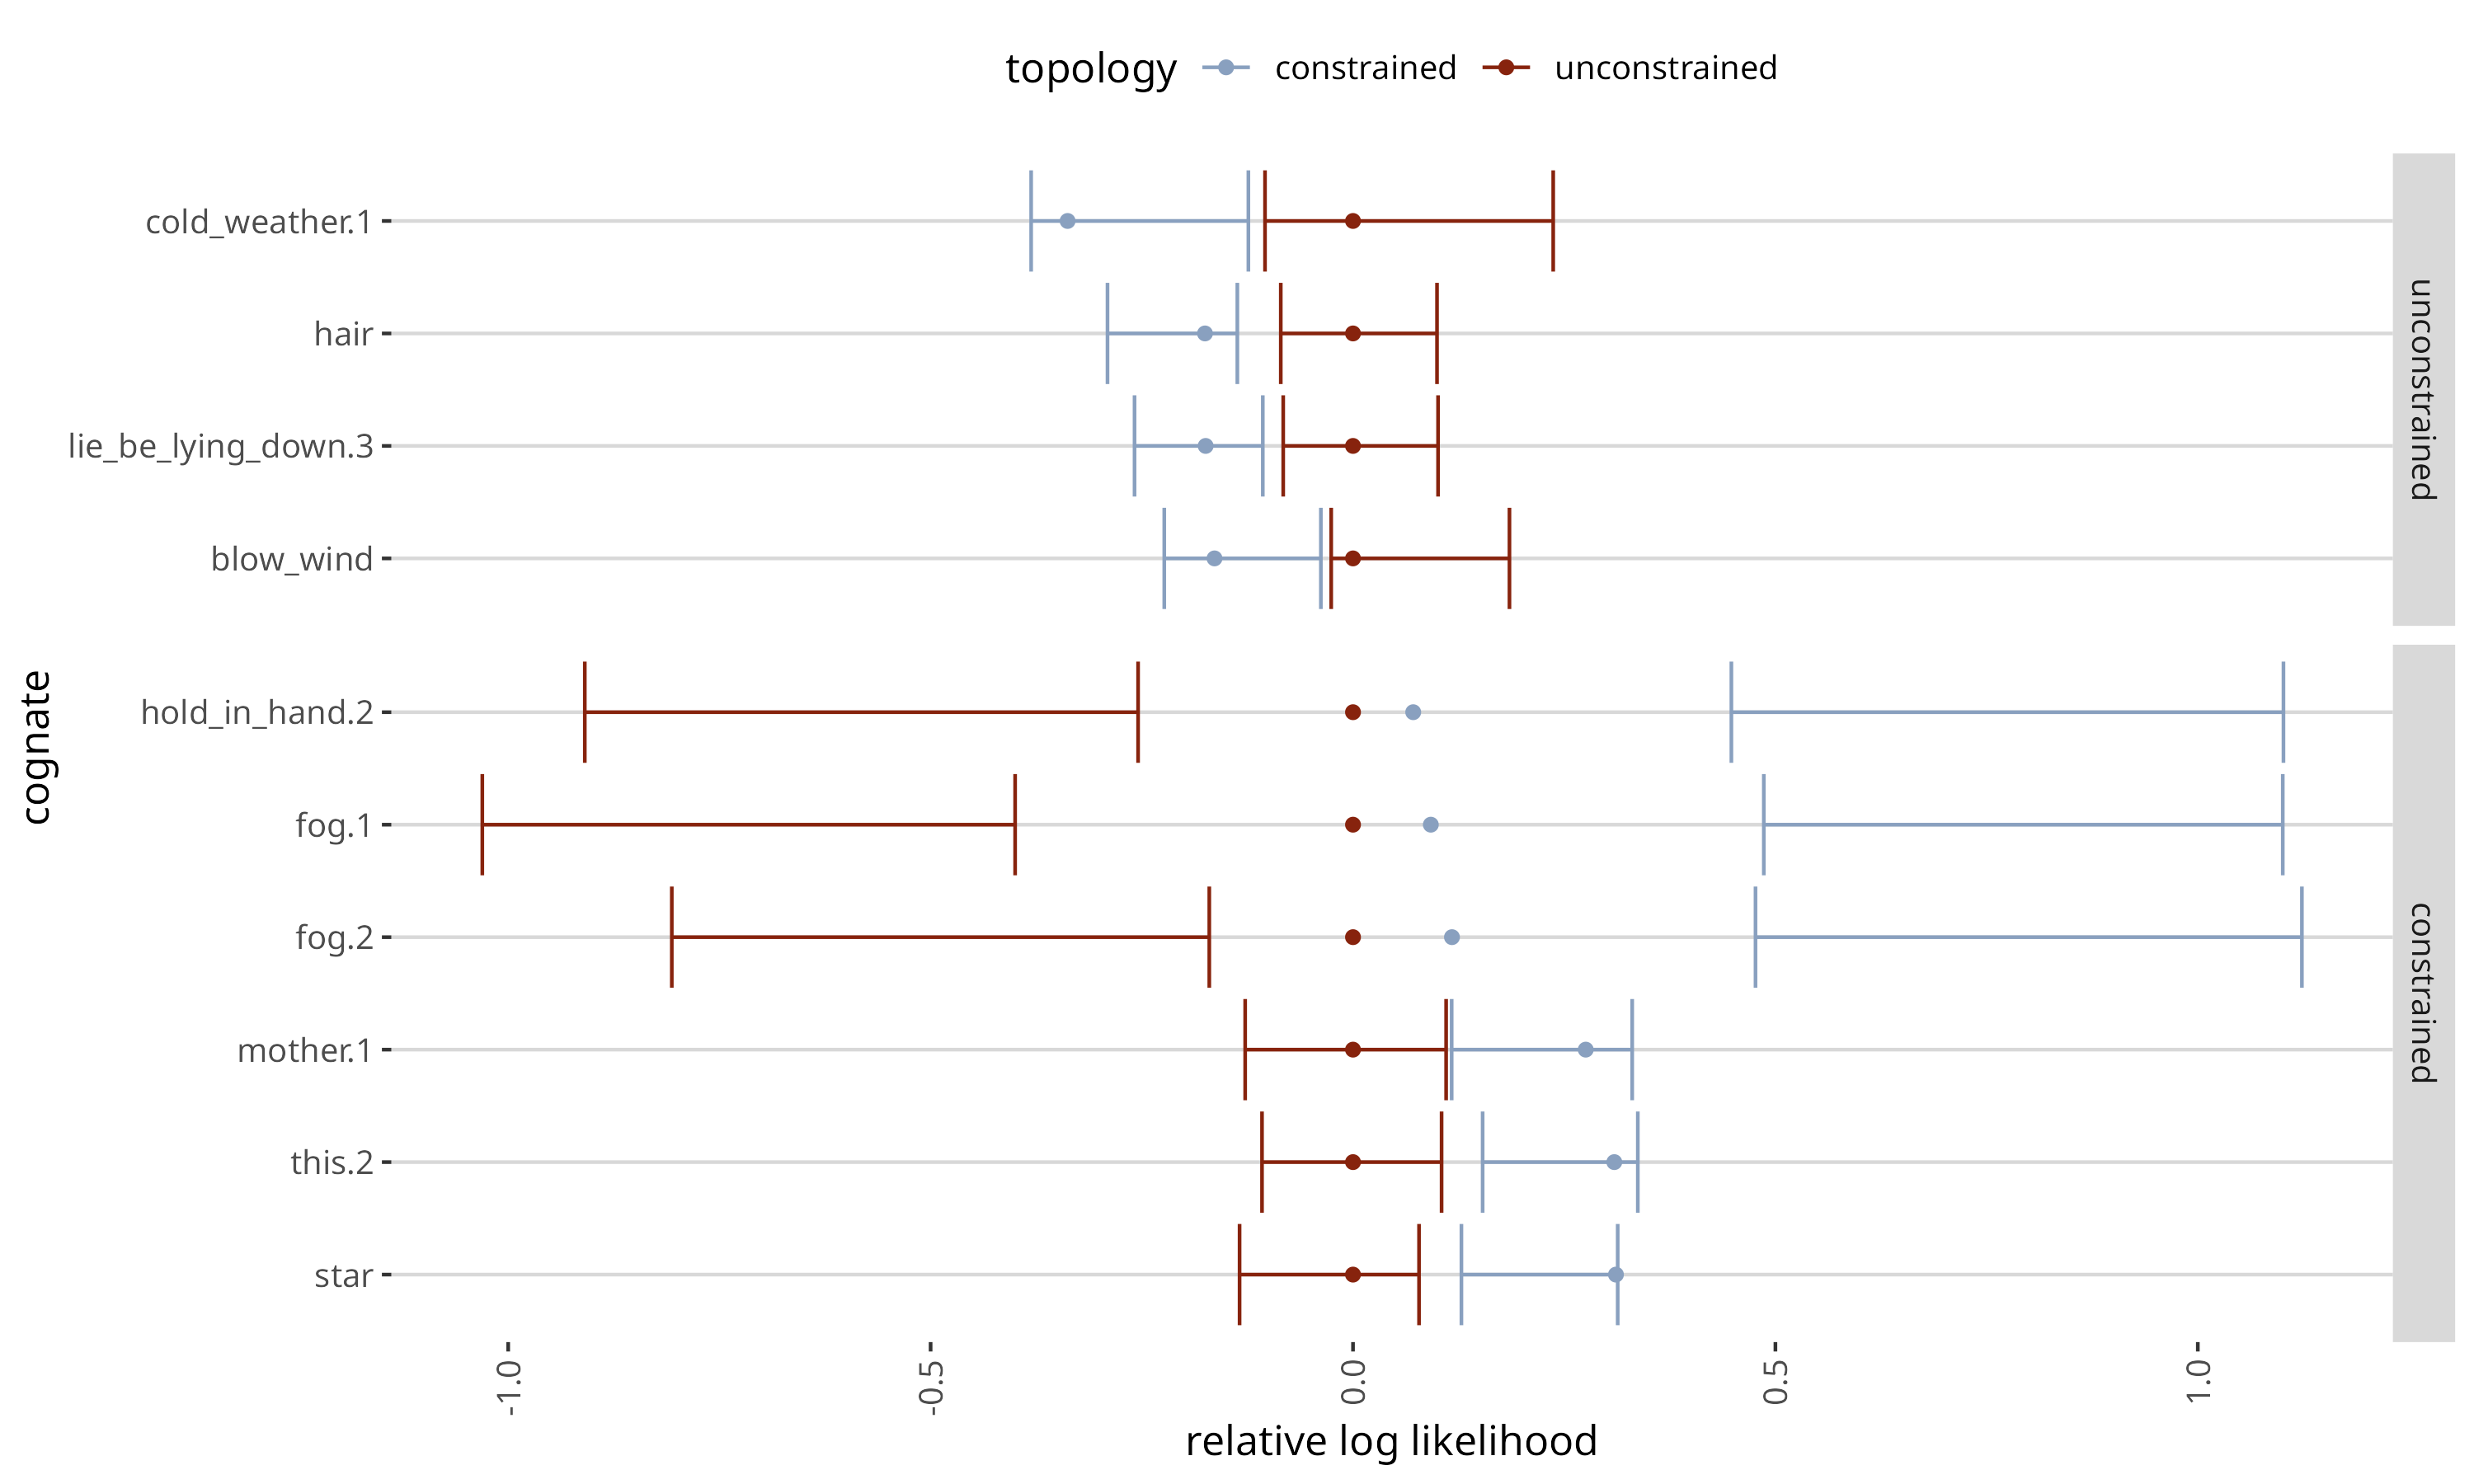 topology constrained unconstrained
cold_weather.1
hair
lie_be_lying_down.3
blow_wind
unconstrained
cognate
hold_in_hand.2
fog.1
fog.2
mother.1
this.2
star
constrained
-1.0 -0.5 0.0 0.5 1.0
relative log likelihood